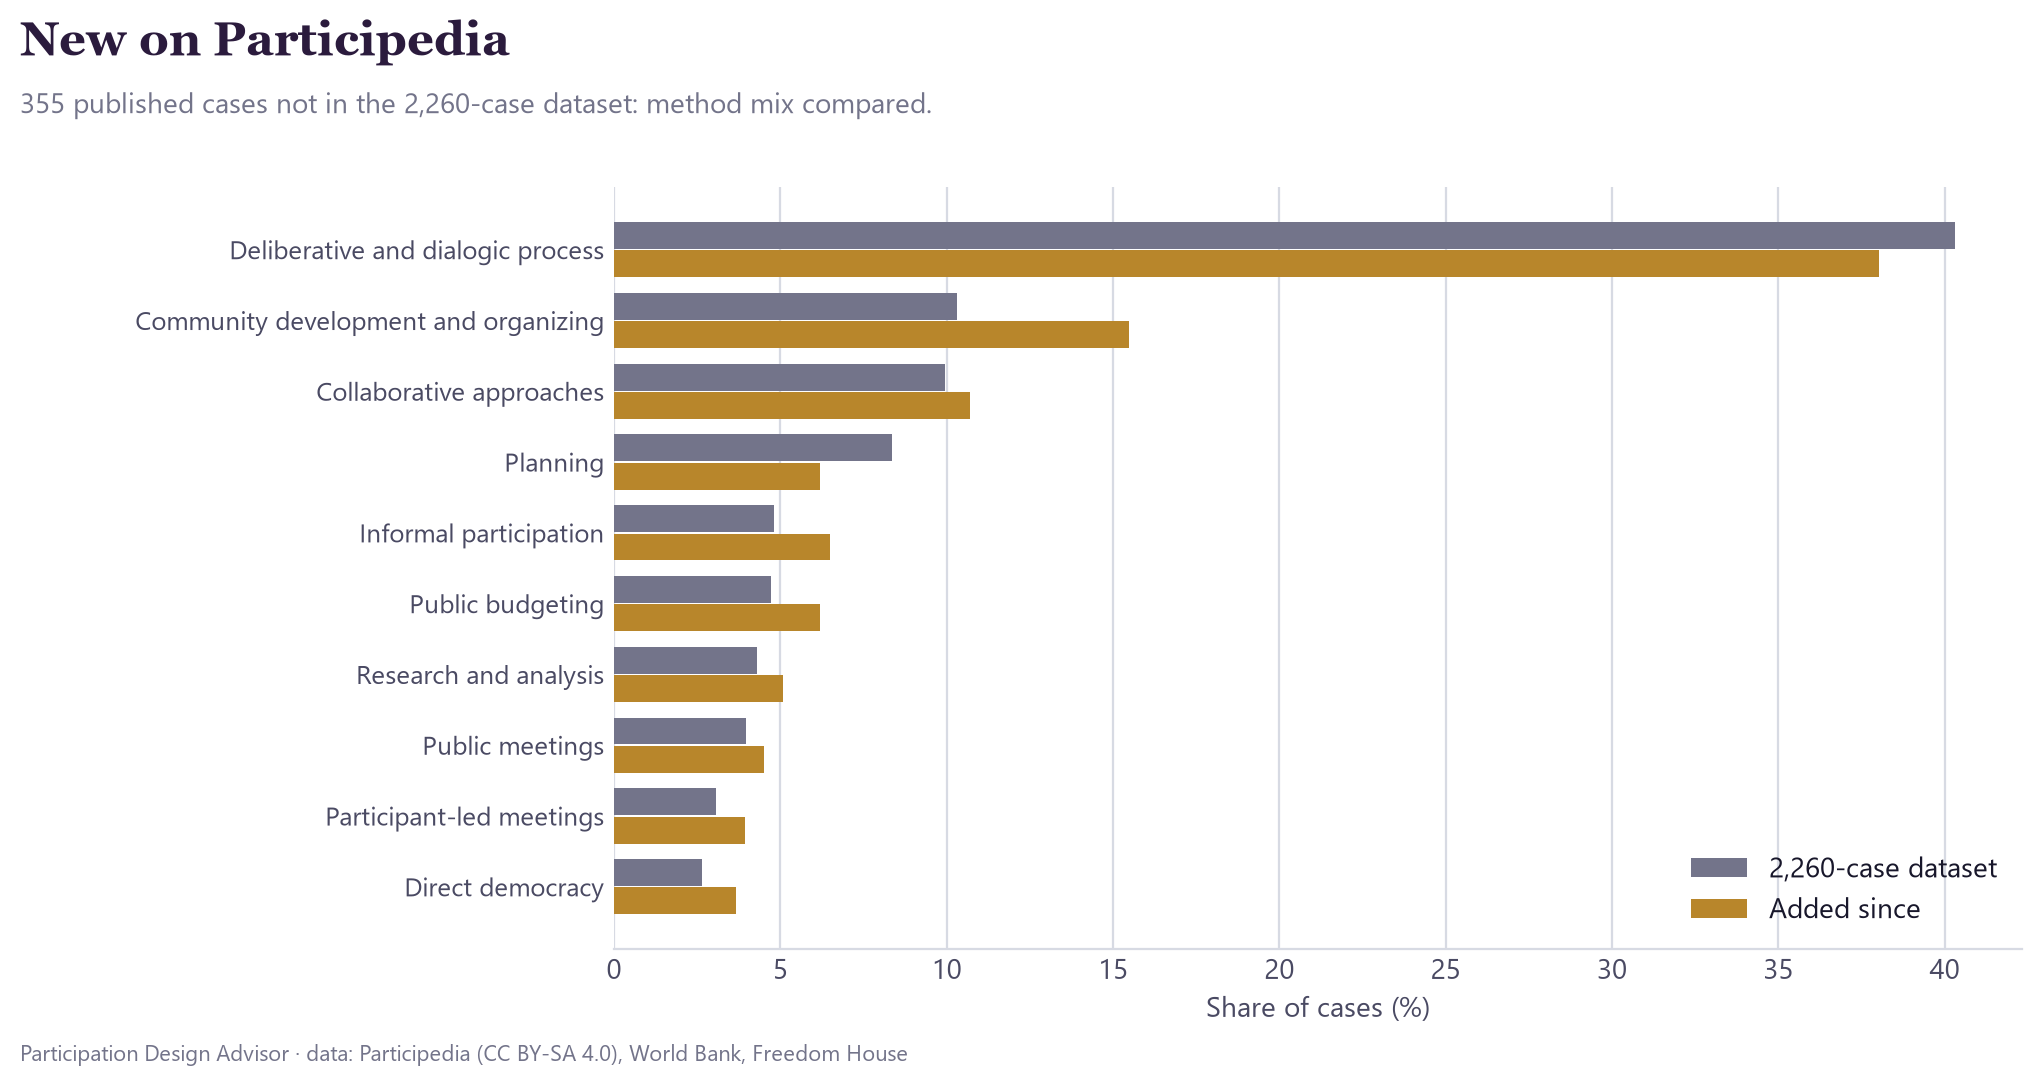 New on Participedia
355 published cases not in the 2,260-case dataset: method mix compared.
Deliberative and dialogic process
Community development and organizing
Collaborative approaches
Planning
Informal participation
Public budgeting
Research and analysis
Public meetings
Participant-led meetings
Direct democracy
2,260-case dataset
Added since
0 5 10 15 20 25 30 35 40
Share of cases (%)
Participation Design Advisor · data: Participedia (CC BY-SA 4.0), World Bank, Freedom House